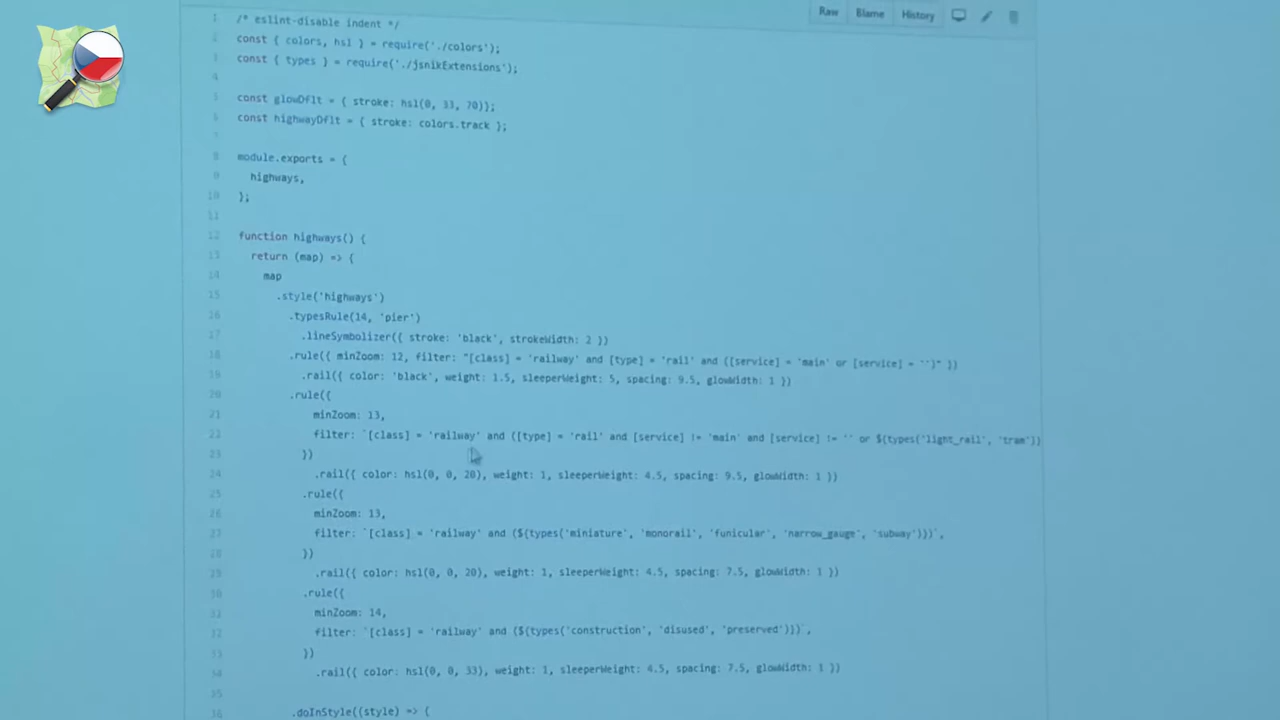 Raw Blame History
1 /* eslint-disable indent */
2 const { colors, hsl } = require('./colors');
3 const { types } = require('./jsnikExtensions');
4
5 const glowDflt = { stroke: hsl(0, 33, 70)};
6 const highwayDflt = { stroke: colors.track };
7
8 module.exports = {
9 highways,
10 };
11
12 function highways() {
13 return (map) => {
14 map
15 .style('highways')
16 .typesRule(14, 'pier')
17 .lineSymbolizer({ stroke: 'black', strokeWidth: 2 })
18 .rule({ minZoom: 12, filter: "[class] = 'railway' and [type] = 'rail' and ([service] = 'main' or [service] = '')" })
19 .rail({ color: 'black', weight: 1.5, sleeperWeight: 5, spacing: 9.5, glowWidth: 1 })
20 .rule({
21 minZoom: 13,
22 filter: `[class] = 'railway' and ([type] = 'rail' and [service] != 'main' and [service] != '' or ${types('light_rail', 'tram')}
23 })
24 .rail({ color: hsl(0, 0, 20), weight: 1, sleeperWeight: 4.5, spacing: 9.5, glowWidth: 1 })
25 .rule({
26 minZoom: 13,
27 filter: `[class] = 'railway' and (${types('miniature', 'monorail', 'funicular', 'narrow_gauge', 'subway')})`,
28 })
29 .rail({ color: hsl(0, 0, 20), weight: 1, sleeperWeight: 4.5, spacing: 7.5, glowWidth: 1 })
30 .rule({
31 minZoom: 14,
32 filter: `[class] = 'railway' and (${types('construction', 'disused', 'preserved')})`,
33 })
34 .rail({ color: hsl(0, 0, 33), weight: 1, sleeperWeight: 4.5, spacing: 7.5, glowWidth: 1 })
35
36 .doInStyle((style) => {